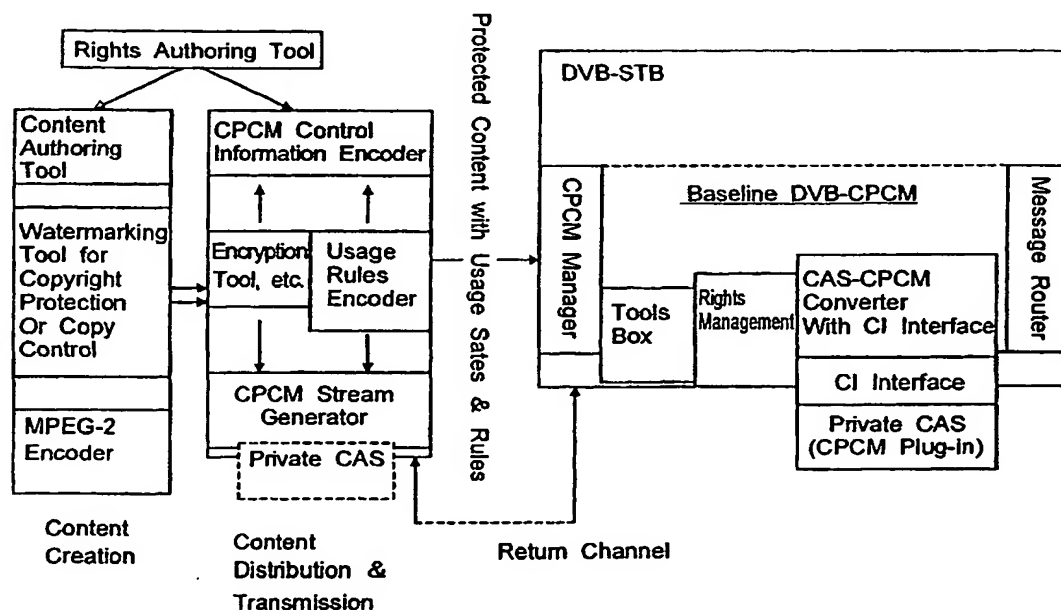 Rights Authoring Tool
Content
Authoring
Tool
Watermarking
Tool for
Copyright
Protection
Or Copy
Control
MPEG-2
Encoder
Content
Creation
CPCM Control
Information Encoder
Encryption
Tool, etc.
Usage
Rules
Encoder
CPCM Stream
Generator
Private CAS
Content
Distribution &
Transmission
Protected Content with Usage Sates & Rules
Return Channel
DVB-STB
CPCM Manager
Baseline DVB-CPCM
Tools
Box
Rights
Management
CAS-CPCM
Converter
With CI Interface
CI Interface
Private CAS
(CPCM Plug-in)
Message Router